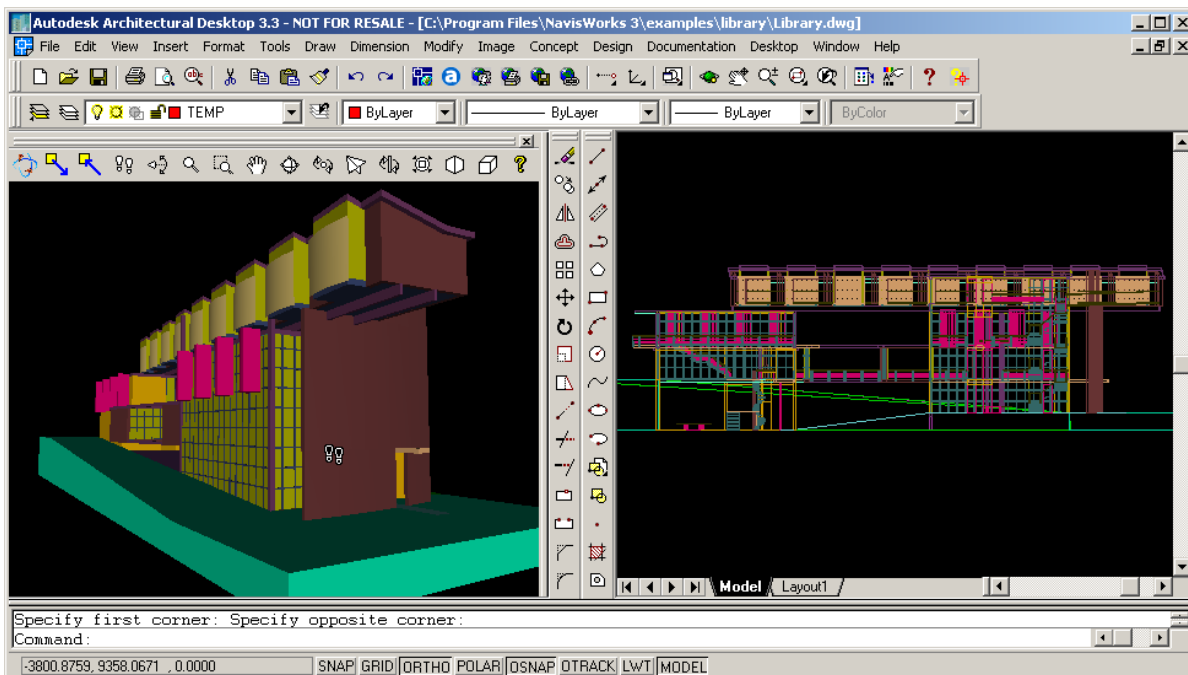 Autodesk Architectural Desktop 3.3 - NOT FOR RESALE - [C:\Program Files\NavisWorks 3\examples\library\Library.dwg]
File Edit View Insert Format Tools Draw Dimension Modify Image Concept Design Documentation Desktop Window Help
TEMP ByLayer ByLayer ByLayer ByColor
Model Layout1
Specify first corner: Specify opposite corner:
Command:
-3800.8759, 9358.0671 , 0.0000 SNAP GRID ORTHO POLAR OSNAP OTRACK LWT MODEL